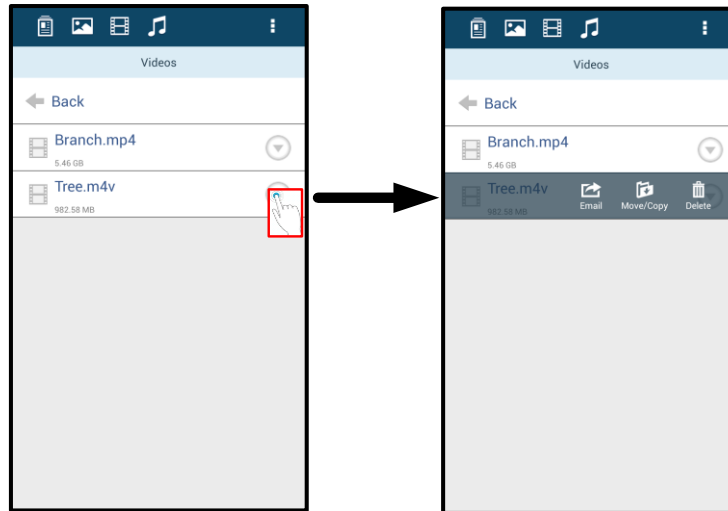 Videos
Back
Branch.mp4
5.46 GB
Tree.m4v
982.58 MB
Videos
Back
Branch.mp4
5.46 GB
Tree.m4v
982.58 MB
Email
Move/Copy
Delete